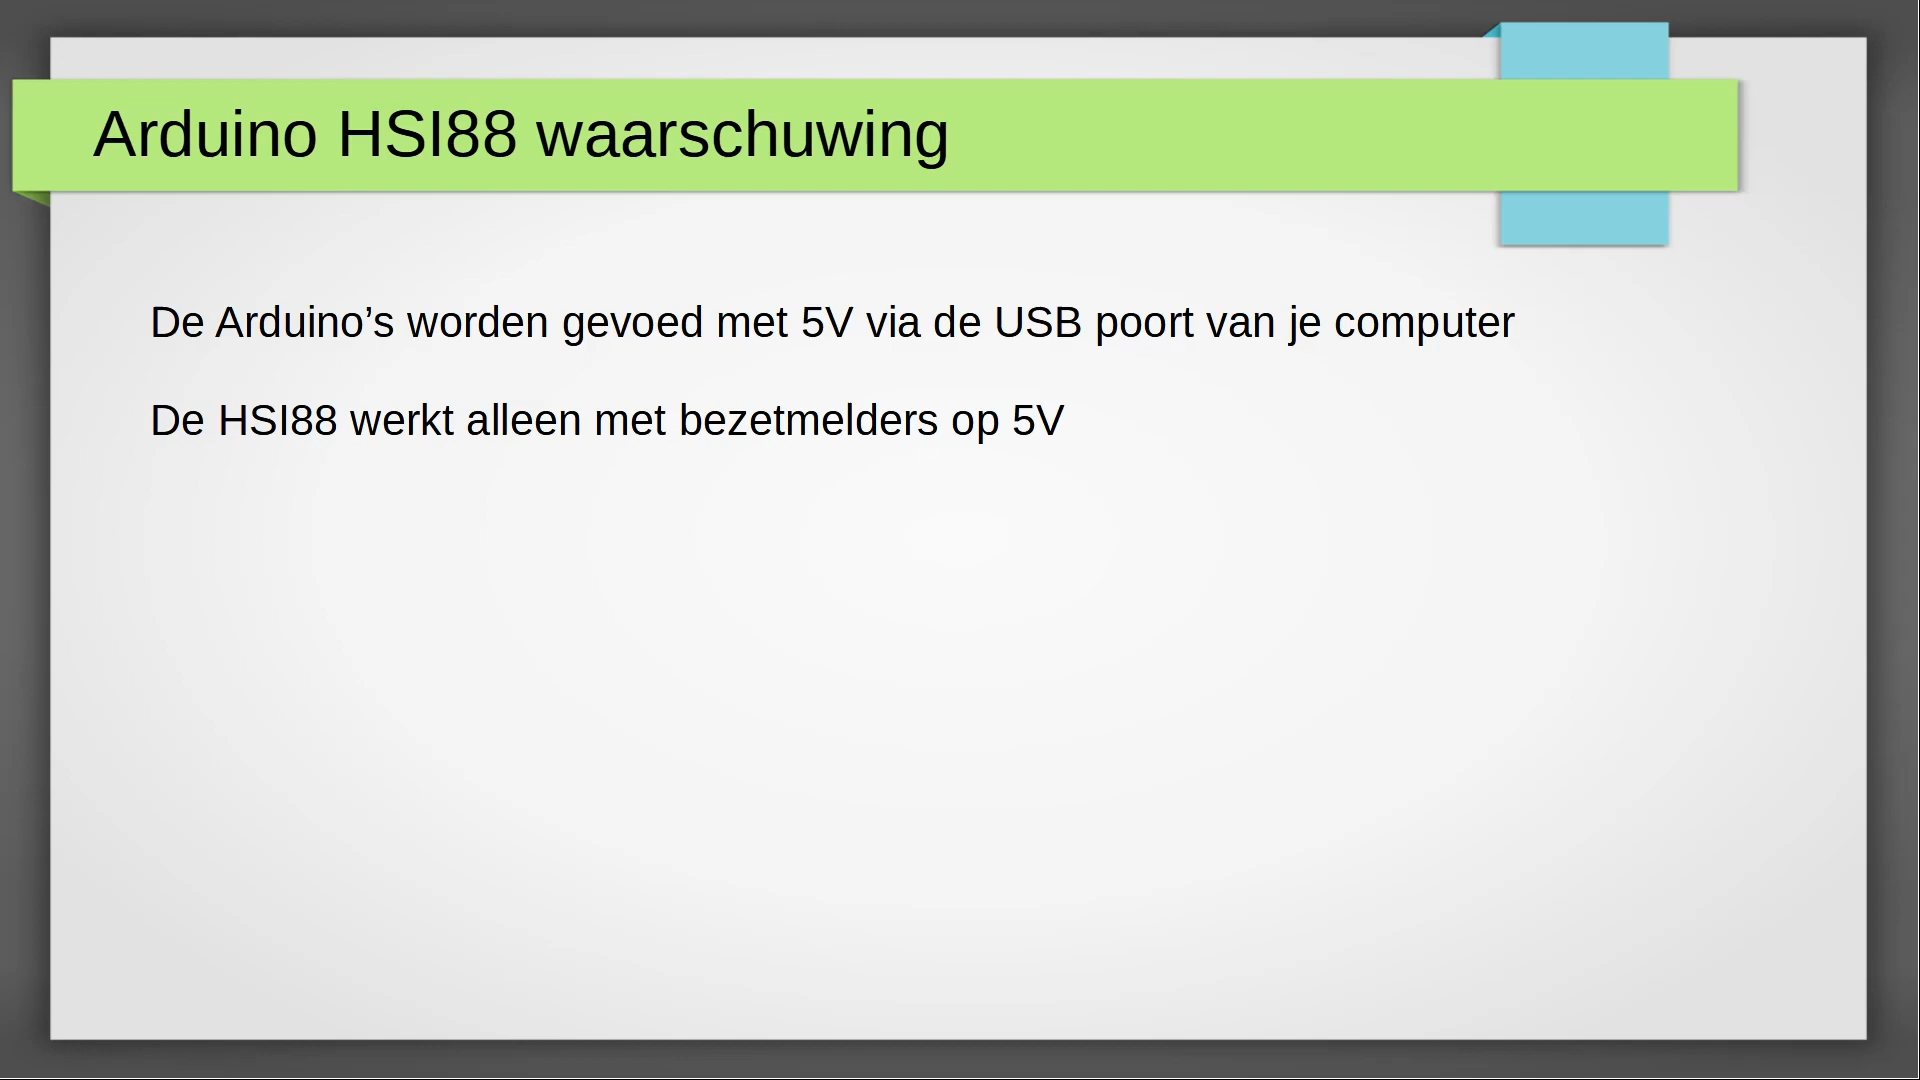 Arduino HSI88 waarschuwing
De Arduino’s worden gevoed met 5V via de USB poort van je computer
De HSI88 werkt alleen met bezetmelders op 5V